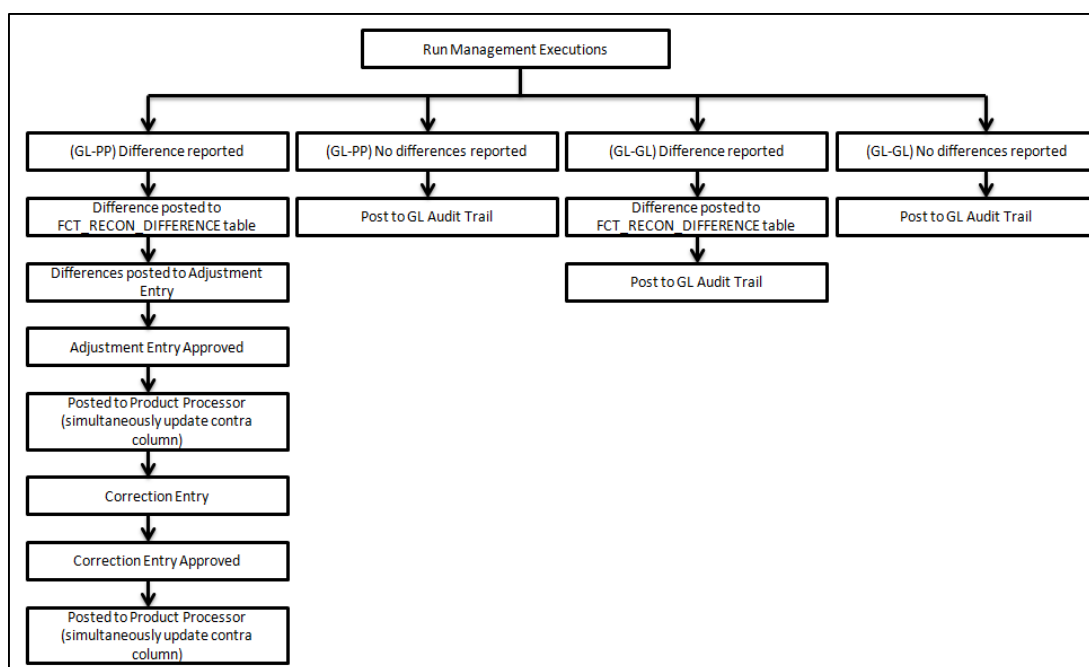 Run Management Executions
(GL-PP) Difference reported
(GL-PP) No differences reported
(GL-GL) Difference reported
(GL-GL) No differences reported
Difference posted to
FCT_RECON_DIFFERENCE table
Post to GL Audit Trail
Difference posted to
FCT_RECON_DIFFERENCE table
Post to GL Audit Trail
Differences posted to Adjustment
Entry
Post to GL Audit Trail
Adjustment Entry Approved
Posted to Product Processor
(simultaneously update contra
column)
Correction Entry
Correction Entry Approved
Posted to Product Processor
(simultaneously update contra
column)